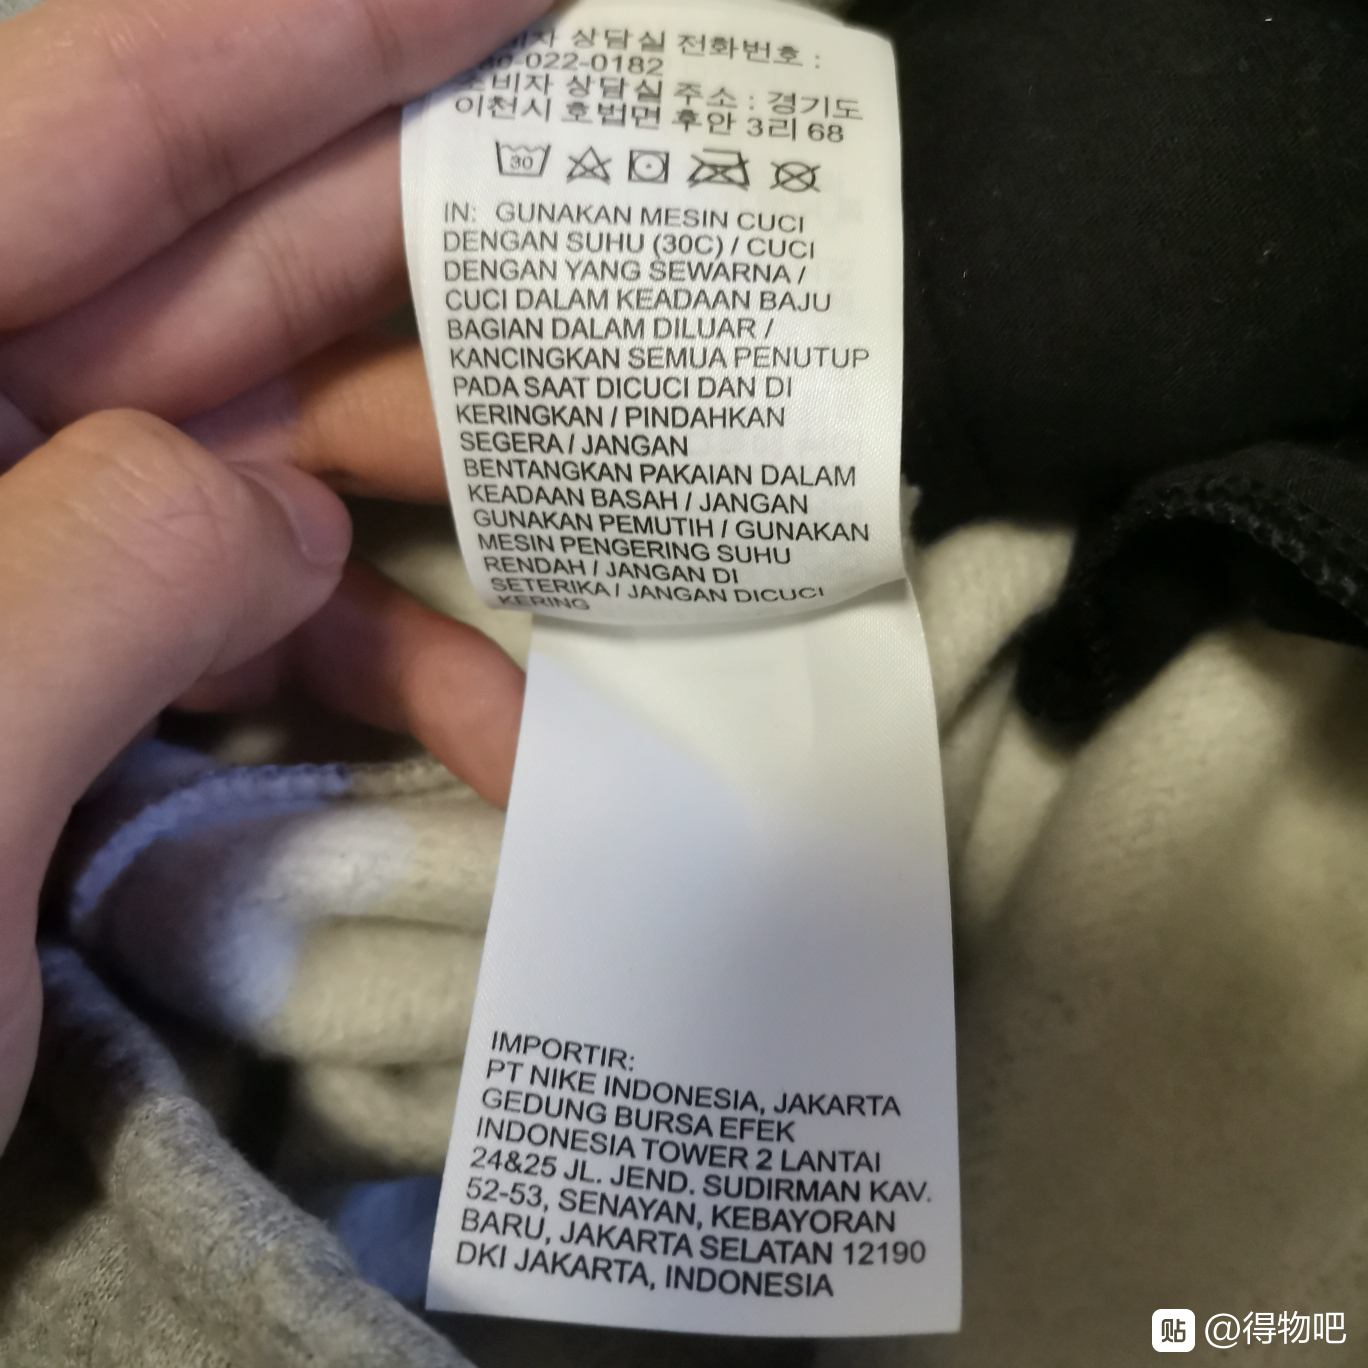 상담실 전화번호 :
-022-0182
소비자 상담실 주소 : 경기도
이천시 호법면 후안 3리 68
30
IN: GUNAKAN MESIN CUCI
DENGAN SUHU (30C) / CUCI
DENGAN YANG SEWARNA /
CUCI DALAM KEADAAN BAJU
BAGIAN DALAM DILUAR /
KANCINGKAN SEMUA PENUTUP
PADA SAAT DICUCI DAN DI
KERINGKAN / PINDAHKAN
SEGERA / JANGAN
BENTANGKAN PAKAIAN DALAM
KEADAAN BASAH / JANGAN
GUNAKAN PEMUTIH / GUNAKAN
MESIN PENGERING SUHU
RENDAH / JANGAN DI
SETERIKA / JANGAN DICUCI
KERING
IMPORTIR:
PT NIKE INDONESIA, JAKARTA
GEDUNG BURSA EFEK
INDONESIA TOWER 2 LANTAI
24&25 JL. JEND. SUDIRMAN KAV.
52-53, SENAYAN, KEBAYORAN
BARU, JAKARTA SELATAN 12190
DKI JAKARTA, INDONESIA
贴 @得物吧